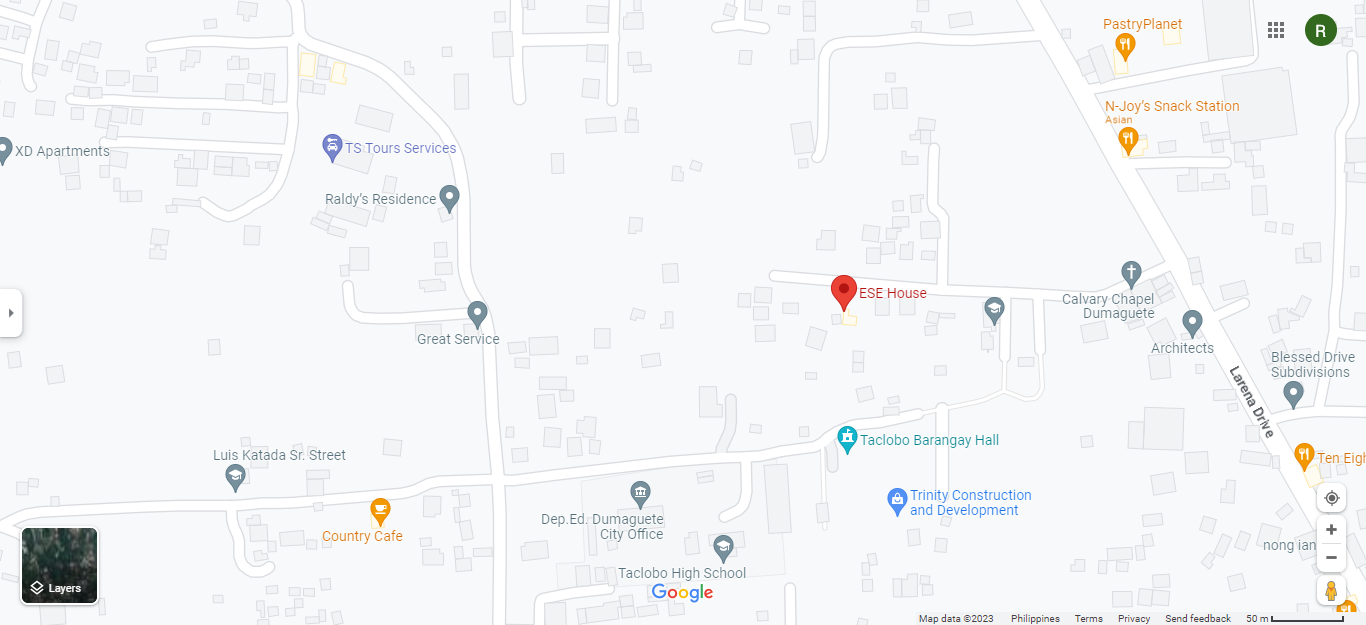 PastryPlanet
R
N-Joy's Snack Station
Asian
XD Apartments
TS Tours Services
Raldy's Residence
ESE House
Calvary Chapel
Dumaguete
Great Service
Architects
Blessed Drive
Subdivisions
Larena Drive
Taclobo Barangay Hall
Luis Katada Sr. Street
Ten Eigh
Trinity Construction
and Development
Dep.Ed. Dumaguete
City Office
Country Cafe
nong ian
Taclobo High School
Layers
Google
Map data ©2023 Philippines Terms Privacy Send feedback 50 m